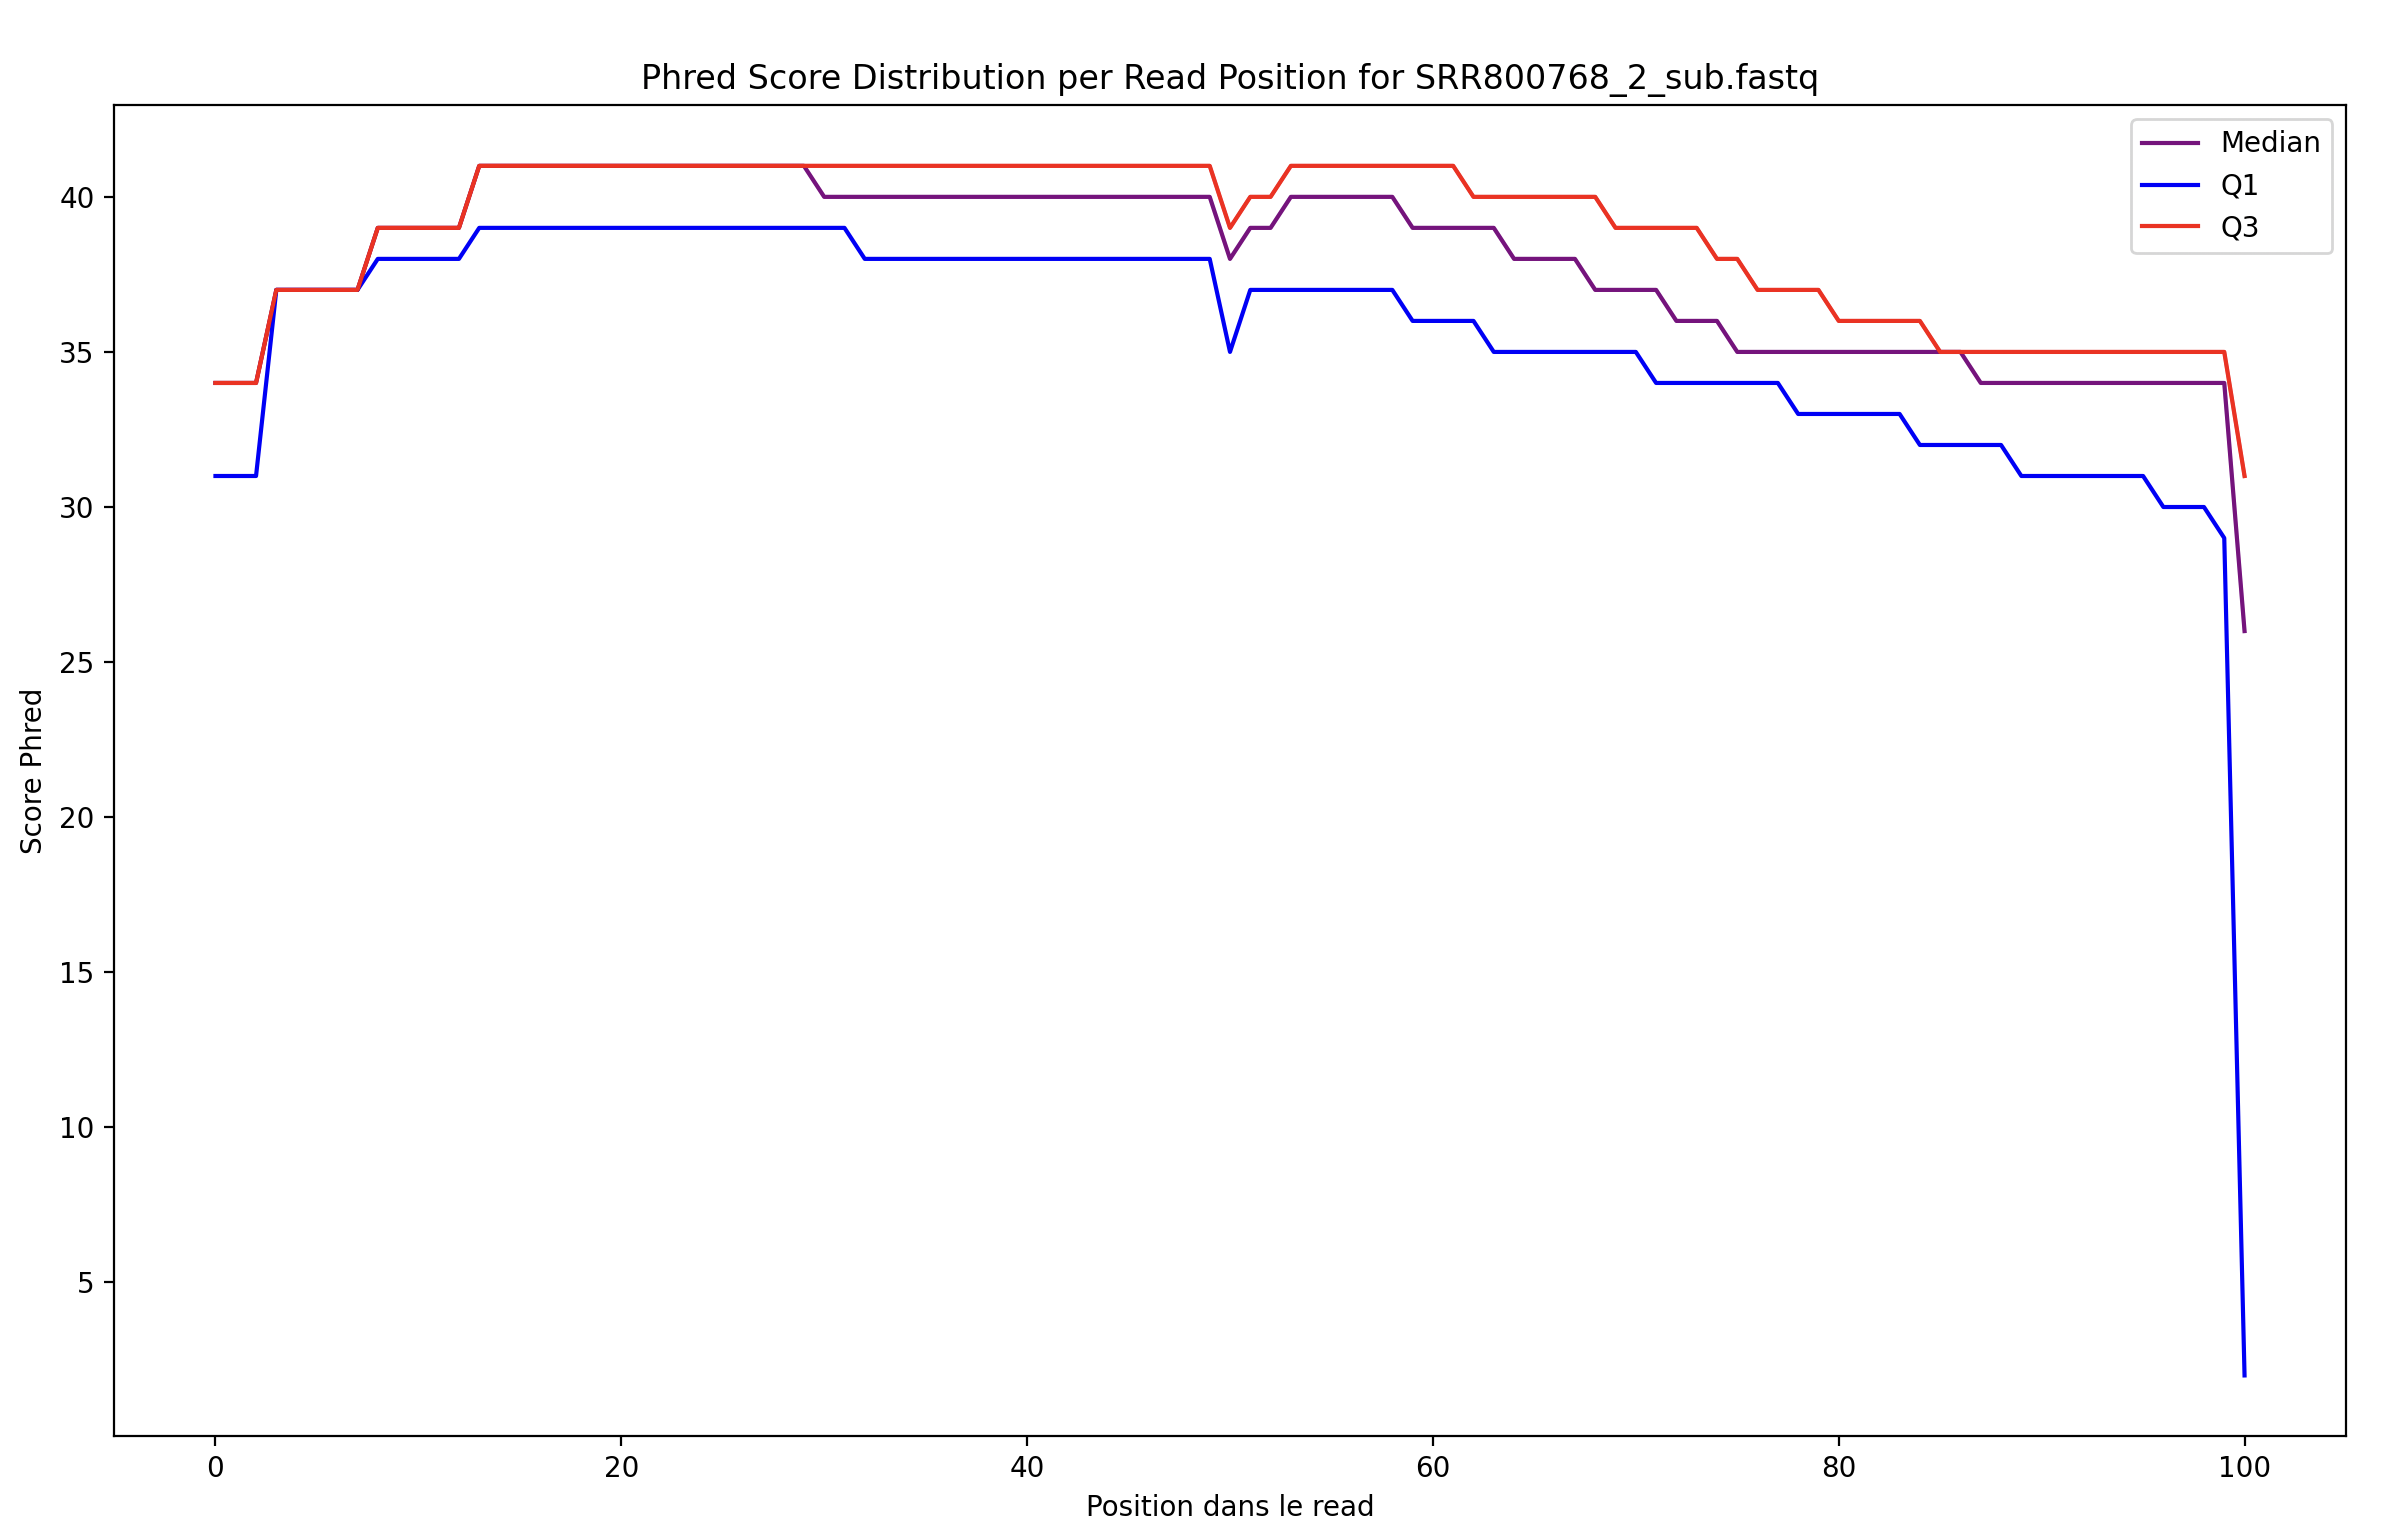 Phred Score Distribution per Read Position for SRR800768_2_sub.fastq
Median
Q1
Q3
40
35
30
25
20
15
10
5
Score Phred
0 20 40 60 80 100
Position dans le read